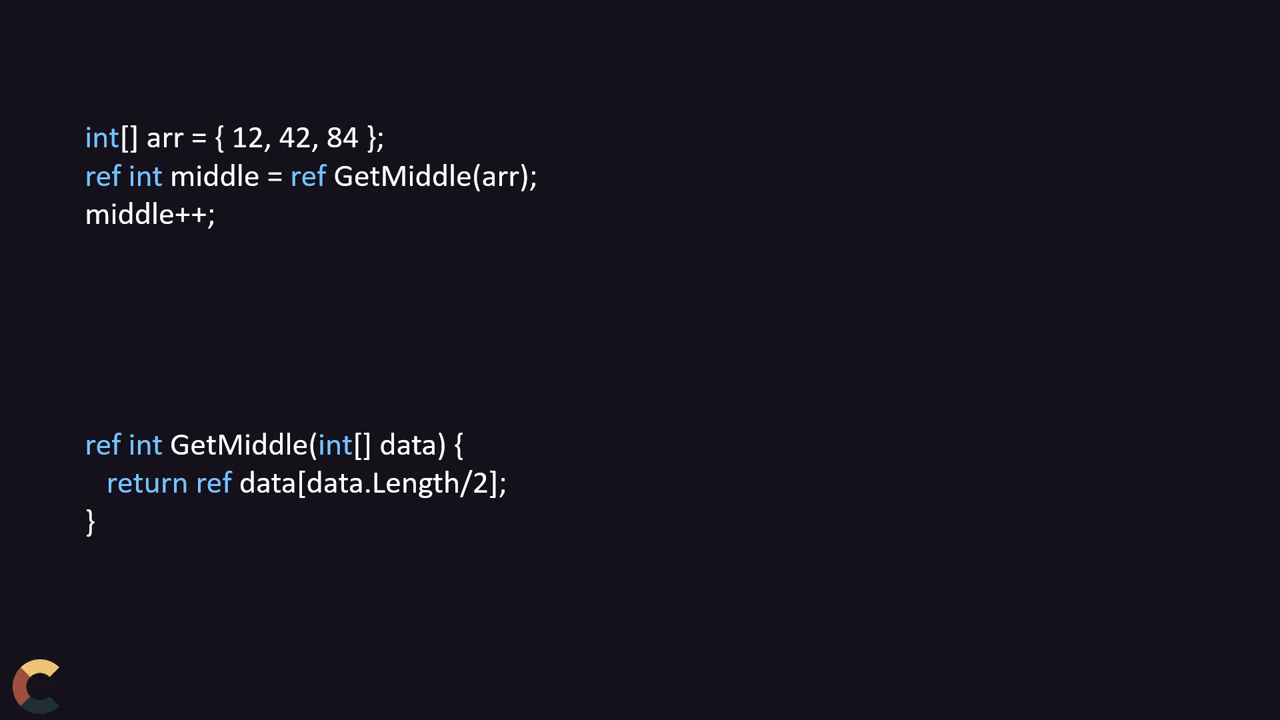 int[] arr = { 12, 42, 84 };
ref int middle = ref GetMiddle(arr);
middle++;
ref int GetMiddle(int[] data) {
return ref data[data.Length/2];
}